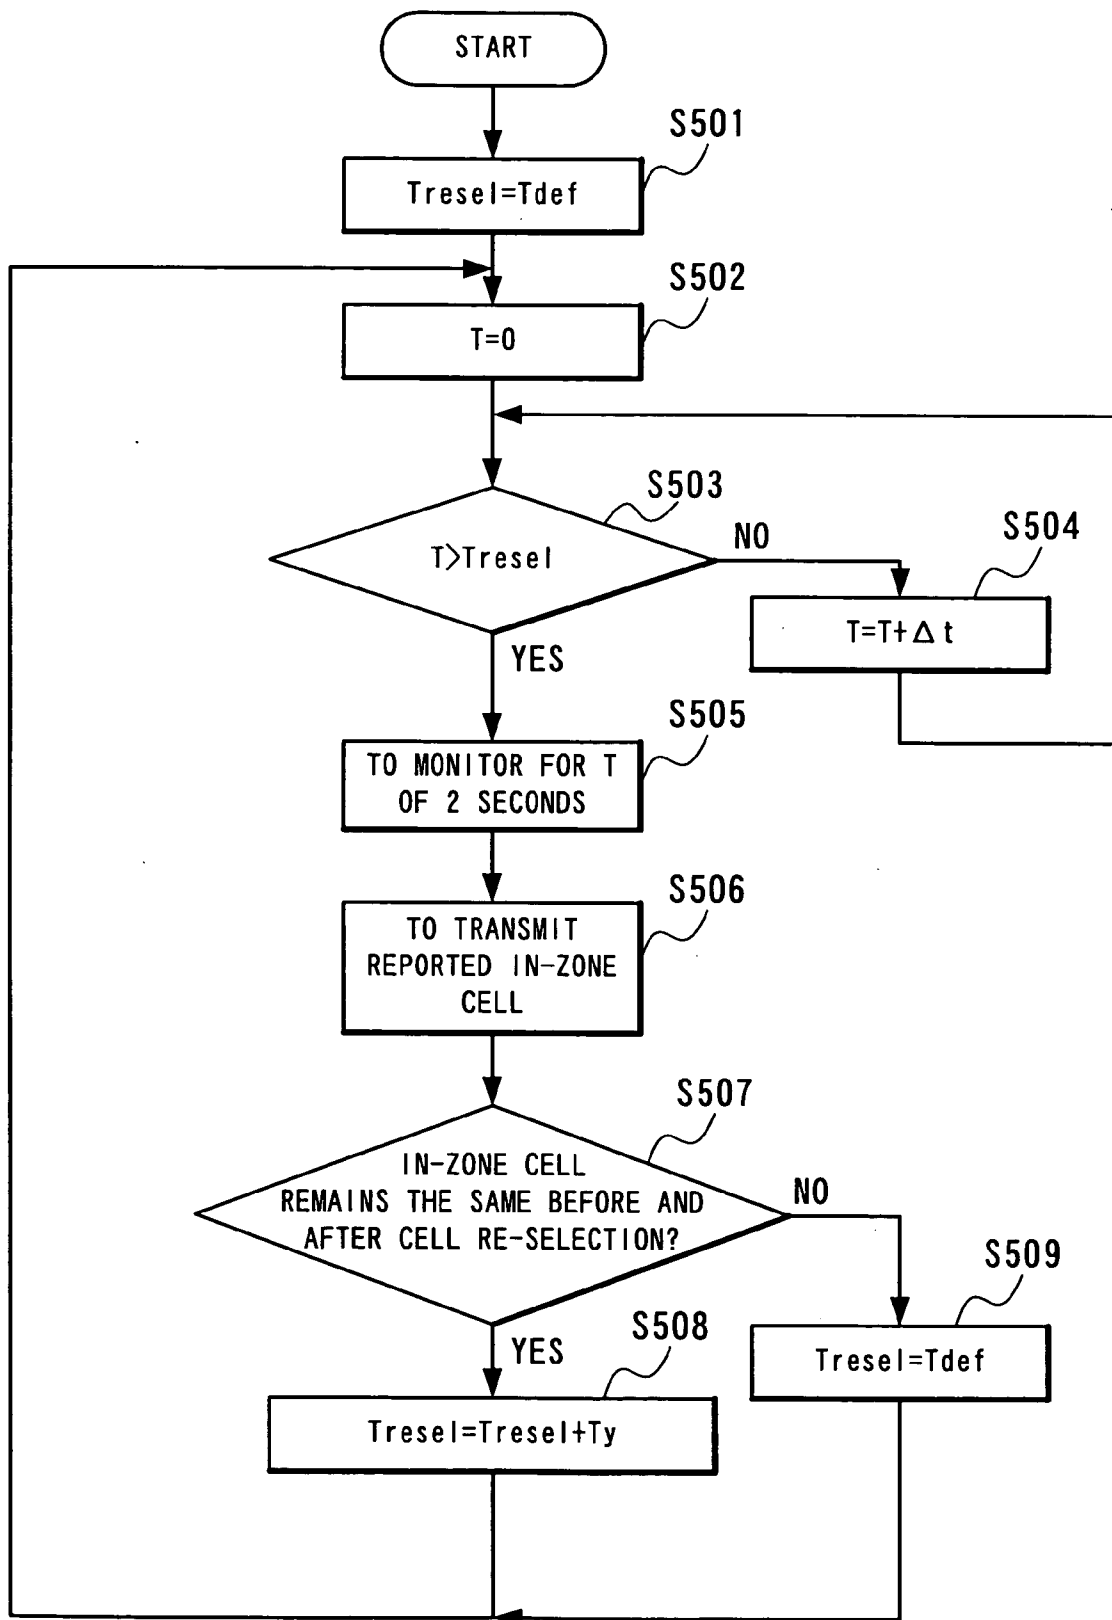 START
S501
Tresel=Tdef
S502
T=0
S503
T>Tresel
NO
S504
T=T+Δt
YES
S505
TO MONITOR FOR T
OF 2 SECONDS
S506
TO TRANSMIT
REPORTED IN-ZONE
CELL
S507
IN-ZONE CELL
REMAINS THE SAME BEFORE AND
AFTER CELL RE-SELECTION?
NO
S509
Tresel=Tdef
YES
S508
Tresel=Tresel+Ty